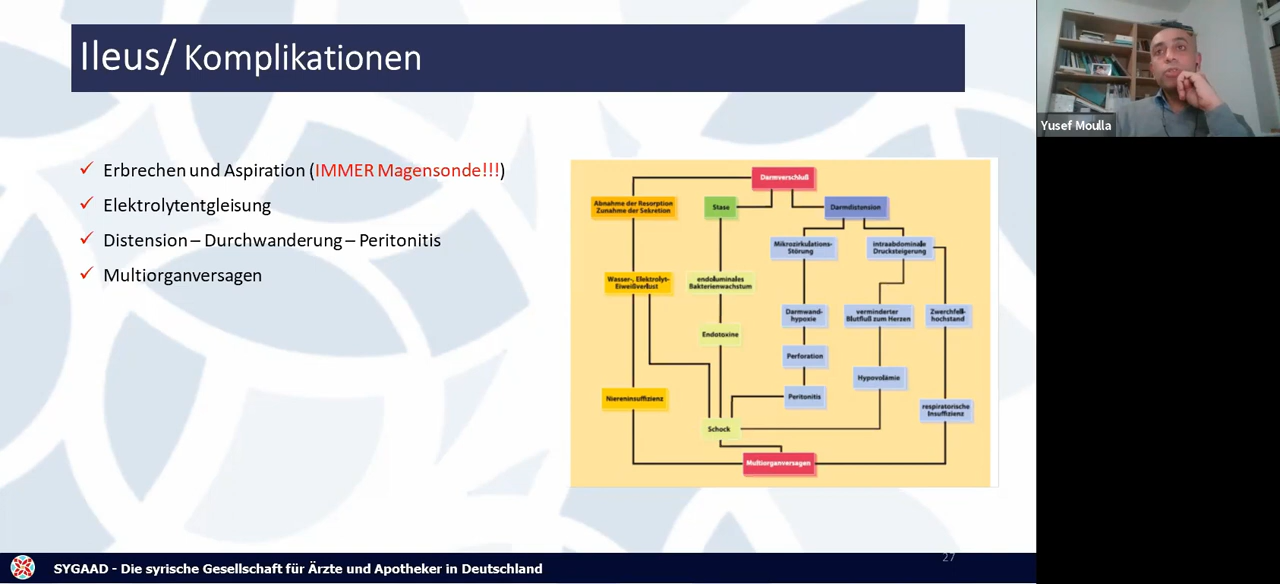 Ileus/ Komplikationen
Erbrechen und Aspiration (IMMER Magensonde!!!)
Elektrolytentgleisung
Distension – Durchwanderung – Peritonitis
Multiorganversagen
Darmverschluß
Abnahme der Resorption
Zunahme der Sekretion
Stase
Darmdistension
Mikrozirkulations-
Störung
intraabdominale
Drucksteigerung
Wasser-, Elektrolyt-
Eiweißverlust
endoluminales
Bakterienwachstum
Darmwand-
hypoxie
verminderter
Blutfluß zum Herzen
Zwerchfell-
hochstand
Endotoxine
Perforation
Hypovolämie
Niereninsuffizienz
Peritonitis
respiratorische
Insuffizienz
Schock
Multiorganversagen
27
SYGAAD - Die syrische Gesellschaft für Ärzte und Apotheker in Deutschland
Yusef Moulla